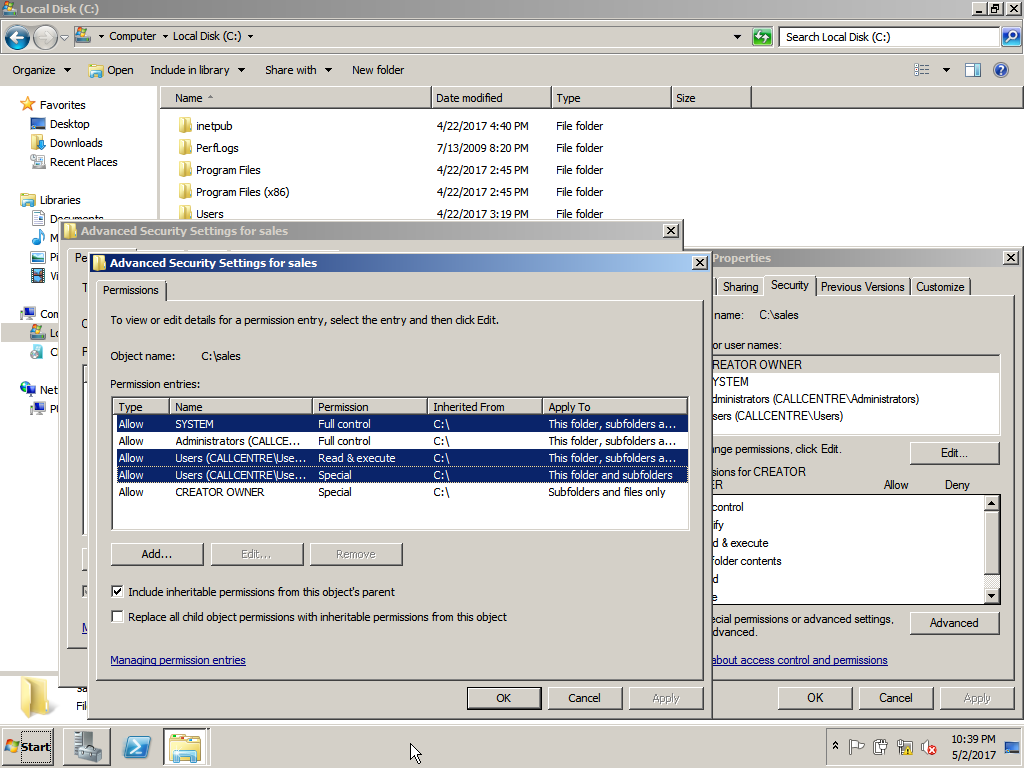 Local Disk (C:)
Computer Local Disk (C:)
Search Local Disk (C:)
Organize Open Include in library Share with New folder
Name Date modified Type Size
Favorites
Desktop
Downloads
Recent Places
Libraries
Documents
inetpub 4/22/2017 4:40 PM File folder
PerfLogs 7/13/2009 8:20 PM File folder
Program Files 4/22/2017 2:45 PM File folder
Program Files (x86) 4/22/2017 2:45 PM File folder
Users 4/22/2017 3:19 PM File folder
Advanced Security Settings for sales
Advanced Security Settings for sales
Permissions
To view or edit details for a permission entry, select the entry and then click Edit.
Object name: C:\sales
Permission entries:
Type Name Permission Inherited From Apply To
Allow SYSTEM Full control C:\ This folder, subfolders a...
Allow Administrators (CALLCE... Full control C:\ This folder, subfolders a...
Allow Users (CALLCENTRE\Use... Read & execute C:\ This folder, subfolders a...
Allow Users (CALLCENTRE\Use... Special C:\ This folder and subfolders
Allow CREATOR OWNER Special C:\ Subfolders and files only
Add... Edit... Remove
Include inheritable permissions from this object's parent
Replace all child object permissions with inheritable permissions from this object
Managing permission entries
OK Cancel Apply
Properties
Sharing Security Previous Versions Customize
name: C:\sales
or user names:
REATOR OWNER
YSTEM
dministrators (CALLCENTRE\Administrators)
sers (CALLCENTRE\Users)
nge permissions, click Edit.
Edit...
sions for CREATOR
ER Allow Deny
control
ify
d & execute
folder contents
d
e
ecial permissions or advanced settings,
dvanced.
Advanced
about access control and permissions
OK Cancel Apply
Start
10:39 PM
5/2/2017